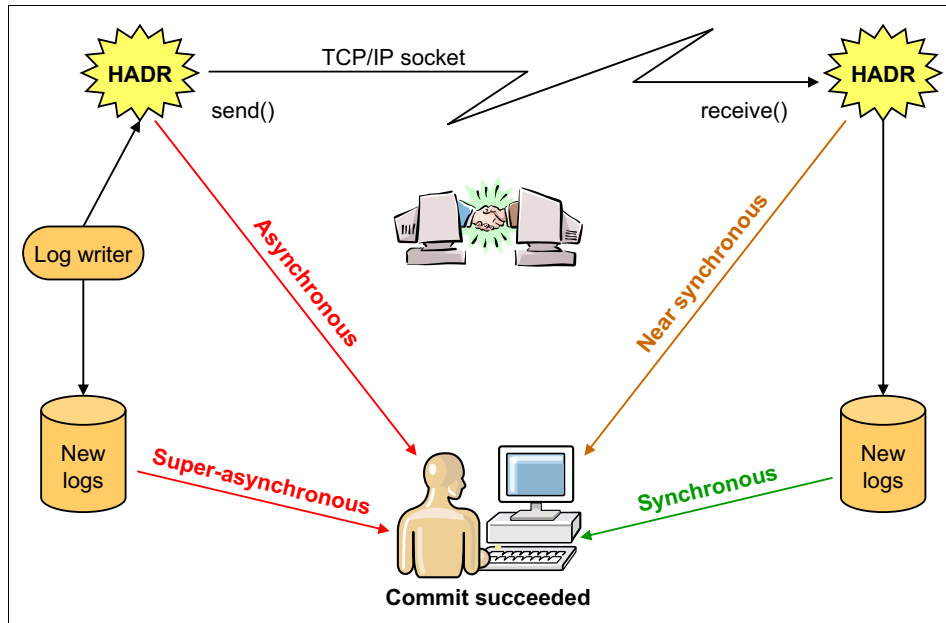 HADR
TCP/IP socket
HADR
send()
receive()
Log writer
Asynchronous
Near synchronous
New
logs
Super-asynchronous
Synchronous
New
logs
Commit succeeded